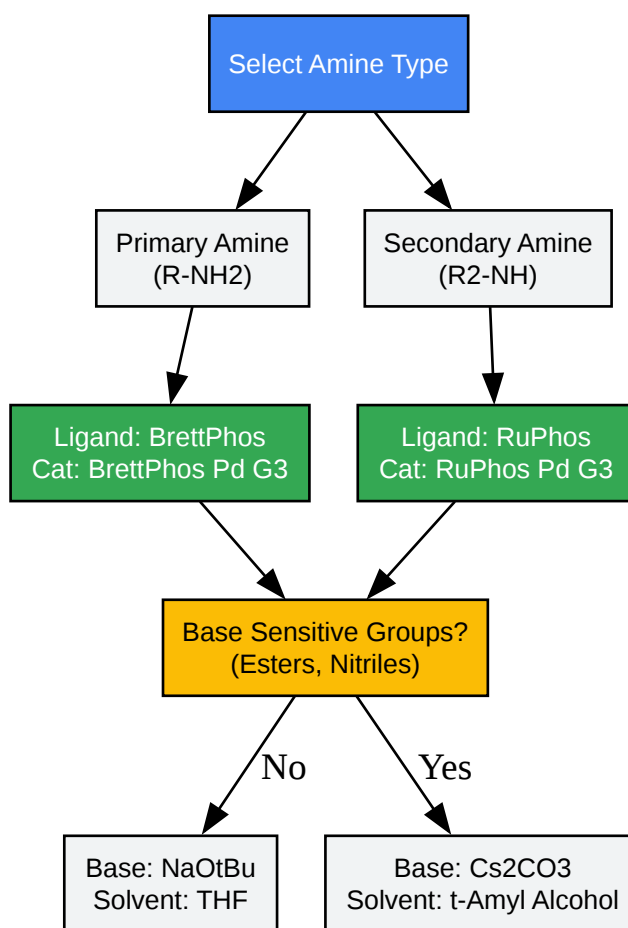 Select Amine Type
Primary Amine
(R-NH2)
Secondary Amine
(R2-NH)
Ligand: BrettPhos
Cat: BrettPhos Pd G3
Ligand: RuPhos
Cat: RuPhos Pd G3
Base Sensitive Groups?
(Esters, Nitriles)
No
Yes
Base: NaOtBu
Solvent: THF
Base: Cs2CO3
Solvent: t-Amyl Alcohol